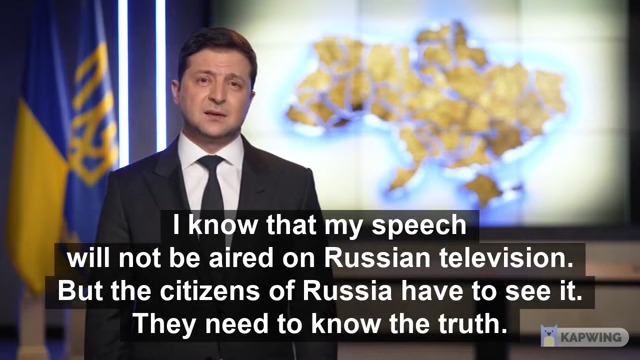 I know that my speech
will not be aired on Russian television.
But the citizens of Russia have to see it.
They need to know the truth.
KAPWING